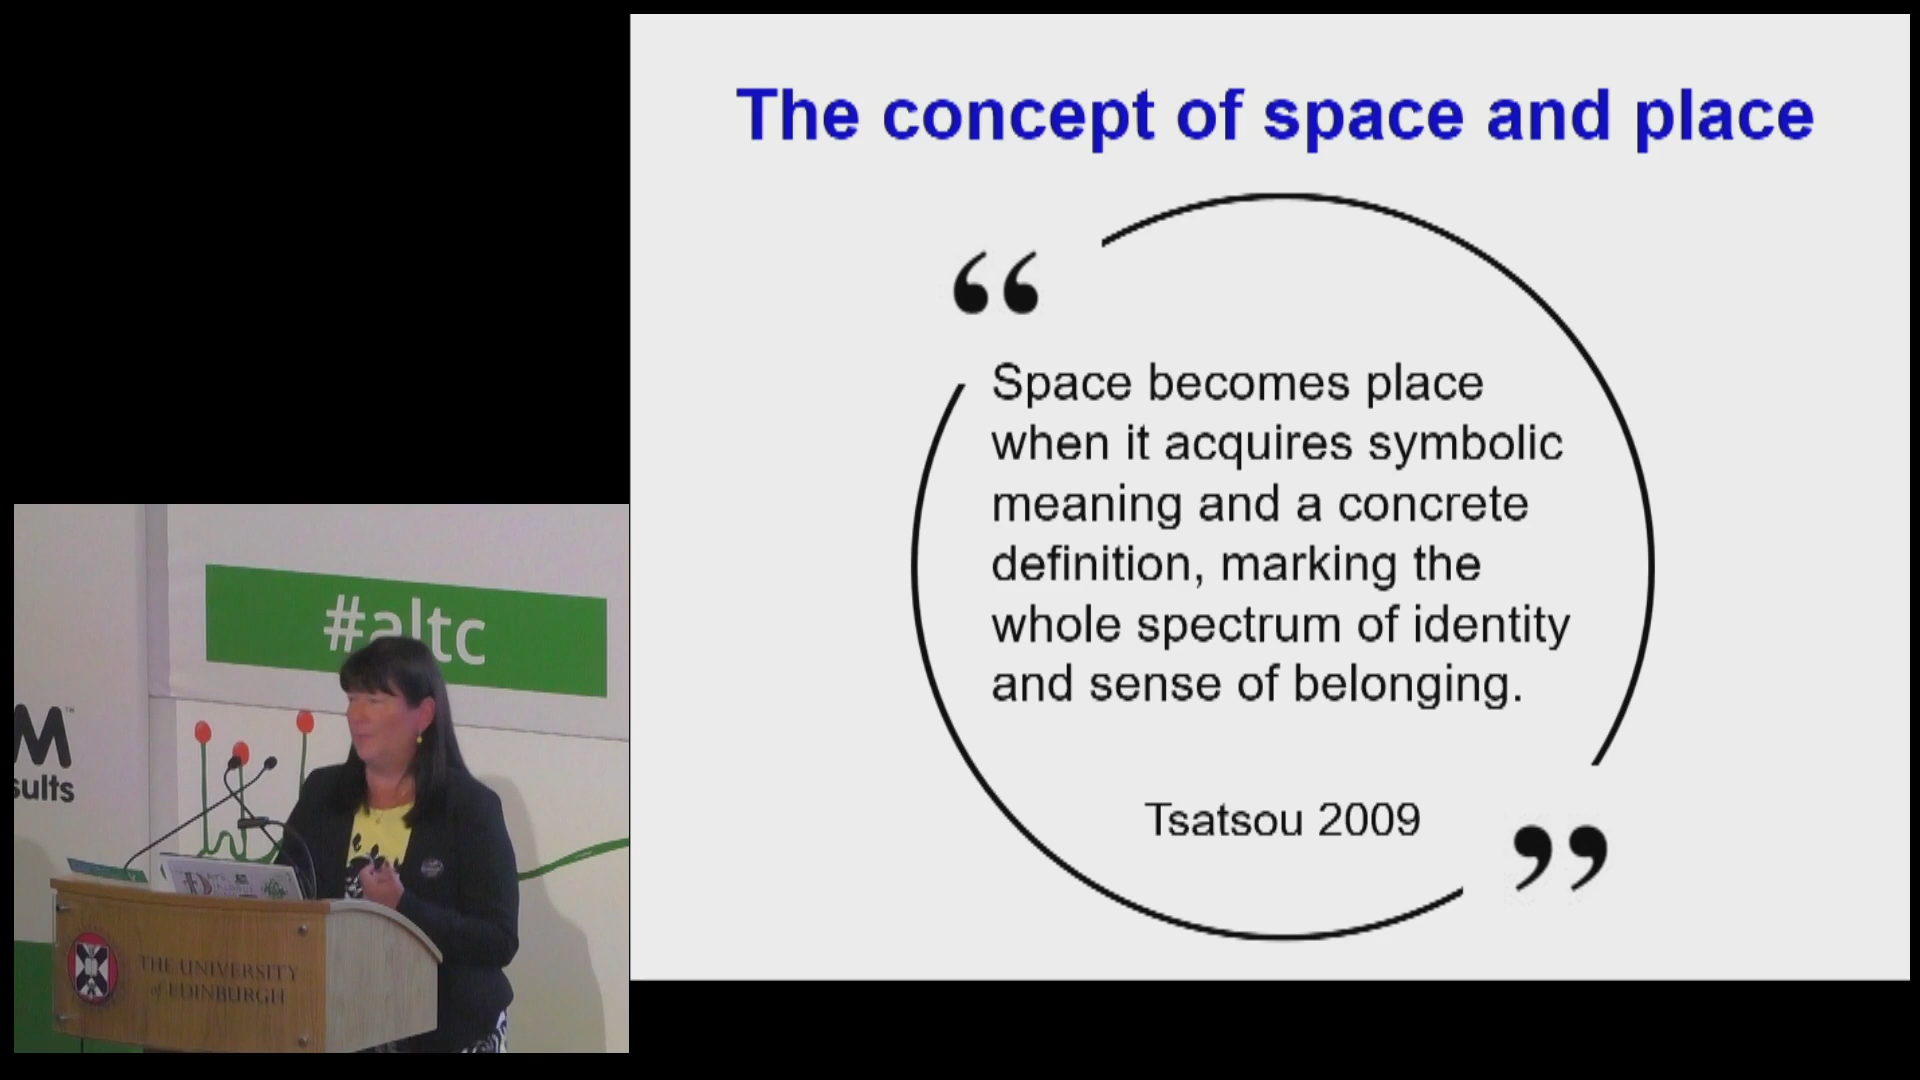 The concept of space and place
“
Space becomes place
when it acquires symbolic
meaning and a concrete
definition, marking the
whole spectrum of identity
and sense of belonging.
Tsatsou 2009
”
#altc
M™
sults
THE UNIVERSITY
of EDINBURGH